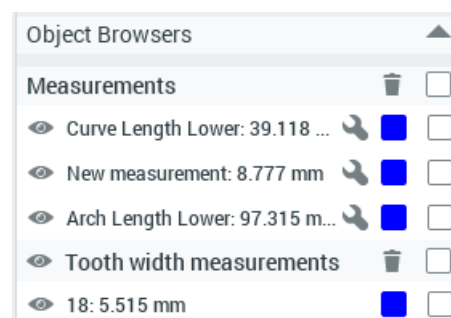 Object Browsers
Measurements
Curve Length Lower: 39.118 ...
New measurement: 8.777 mm
Arch Length Lower: 97.315 m...
Tooth width measurements
18: 5.515 mm